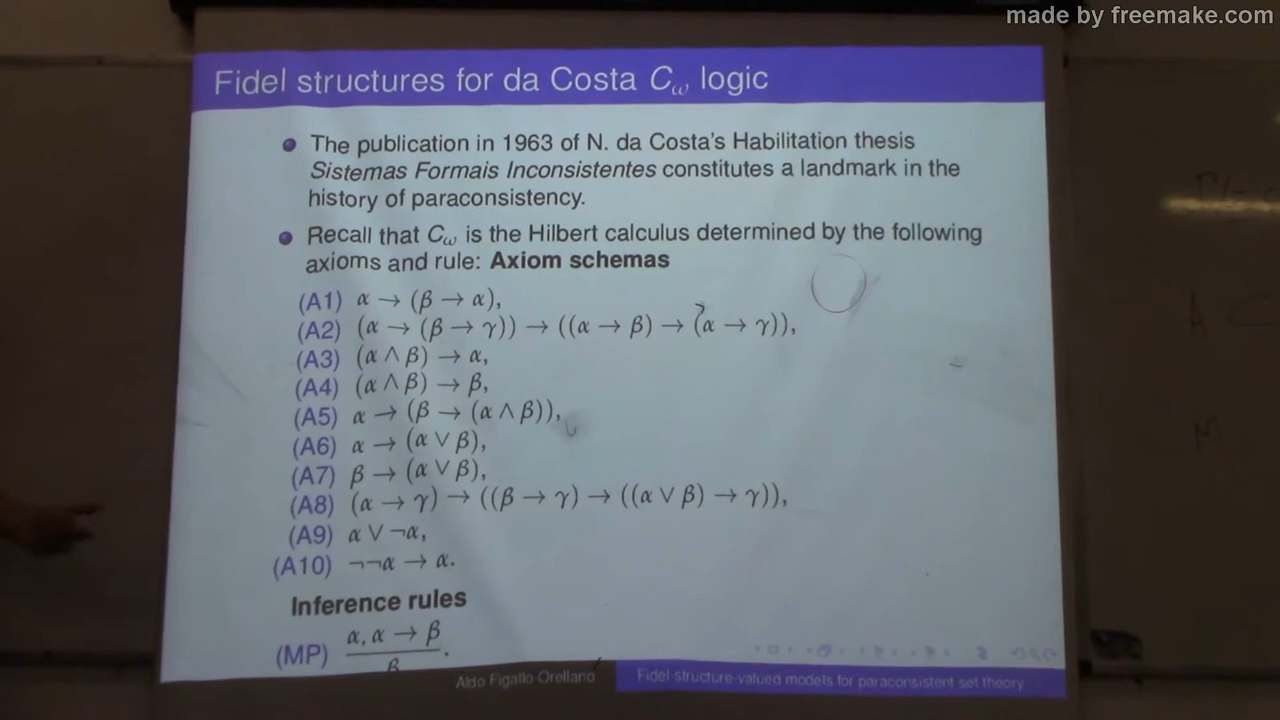 made by freemake.com
Fidel structures for da Costa Cω logic
The publication in 1963 of N. da Costa's Habilitation thesis
Sistemas Formais Inconsistentes constitutes a landmark in the
history of paraconsistency.
Recall that Cω is the Hilbert calculus determined by the following
axioms and rule: Axiom schemas
(A1) α → (β → α),
(A2) (α → (β → γ)) → ((α → β) → (α → γ)),
(A3) (α ∧ β) → α,
(A4) (α ∧ β) → β,
(A5) α → (β → (α ∧ β)),
(A6) α → (α ∨ β),
(A7) β → (α ∨ β),
(A8) (α → γ) → ((β → γ) → ((α ∨ β) → γ)),
(A9) α ∨ ¬α,
(A10) ¬¬α → α.
Inference rules
(MP) α, α → β
β.
Aldo Figallo-Orellano
Fidel-structure-valued models for paraconsistent set theory